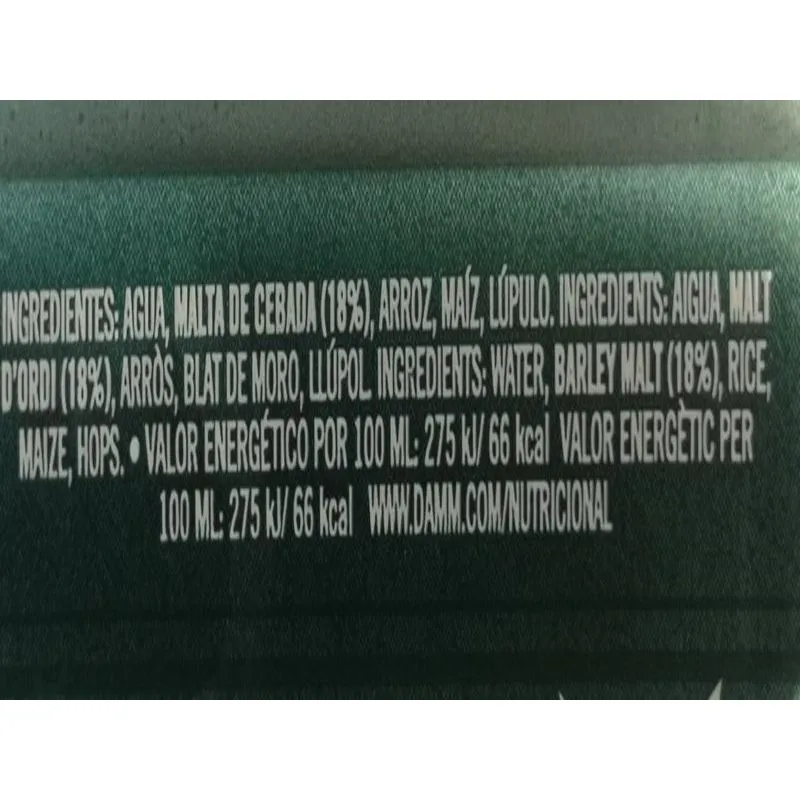 INGREDIENTES: AGUA, MALTA DE CEBADA (18%), ARROZ, MAÍZ, LÚPULO. INGREDIENTS: AIGUA, MALT
D'ORDI (18%), ARRÒS, BLAT DE MORO, LLÚPOL. INGREDIENTS: WATER, BARLEY MALT (18%), RICE,
MAIZE, HOPS. • VALOR ENERGÉTICO POR 100 ML: 275 kJ/ 66 kcal VALOR ENERGÈTIC PER
100 ML: 275 kJ/ 66 kcal WWW.DAMM.COM/NUTRICIONAL